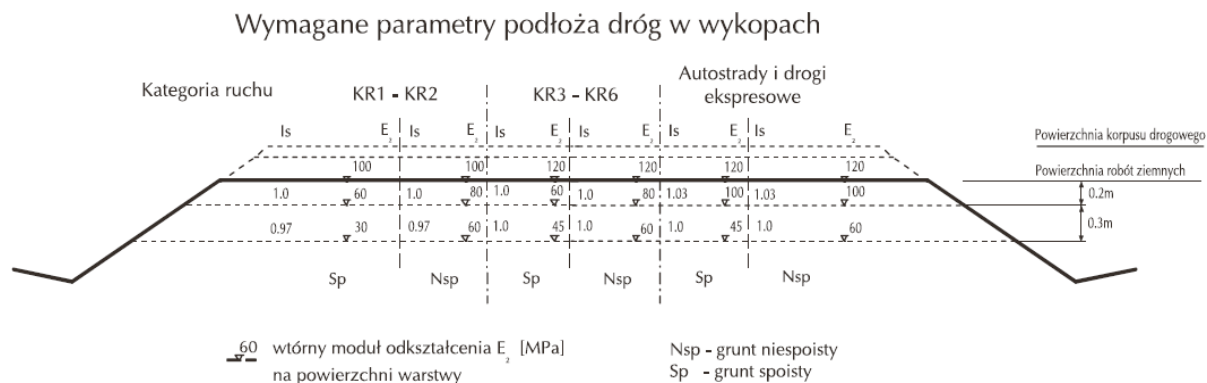 Wymagane parametry podłoża dróg w wykopach
Kategoria ruchu KR1 - KR2 KR3 - KR6 Autostrady i drogi
ekspresowe
Is E₂ Is E₂ Is E₂ Is E₂ Is E₂ Is E₂
Powierzchnia korpusu drogowego
100 100 120 120 120 120 Powierzchnia robót ziemnych
1.0 60 1.0 80 1.0 60 1.0 80 1.03 100 1.03 100 0.2m
0.97 30 0.97 60 1.0 45 1.0 60 1.0 45 1.0 60 0.3m
Sp Nsp Sp Nsp Sp Nsp
60 wtórny moduł odkształcenia E₂ [MPa]
na powierzchni warstwy
Nsp - grunt niespoisty
Sp - grunt spoisty